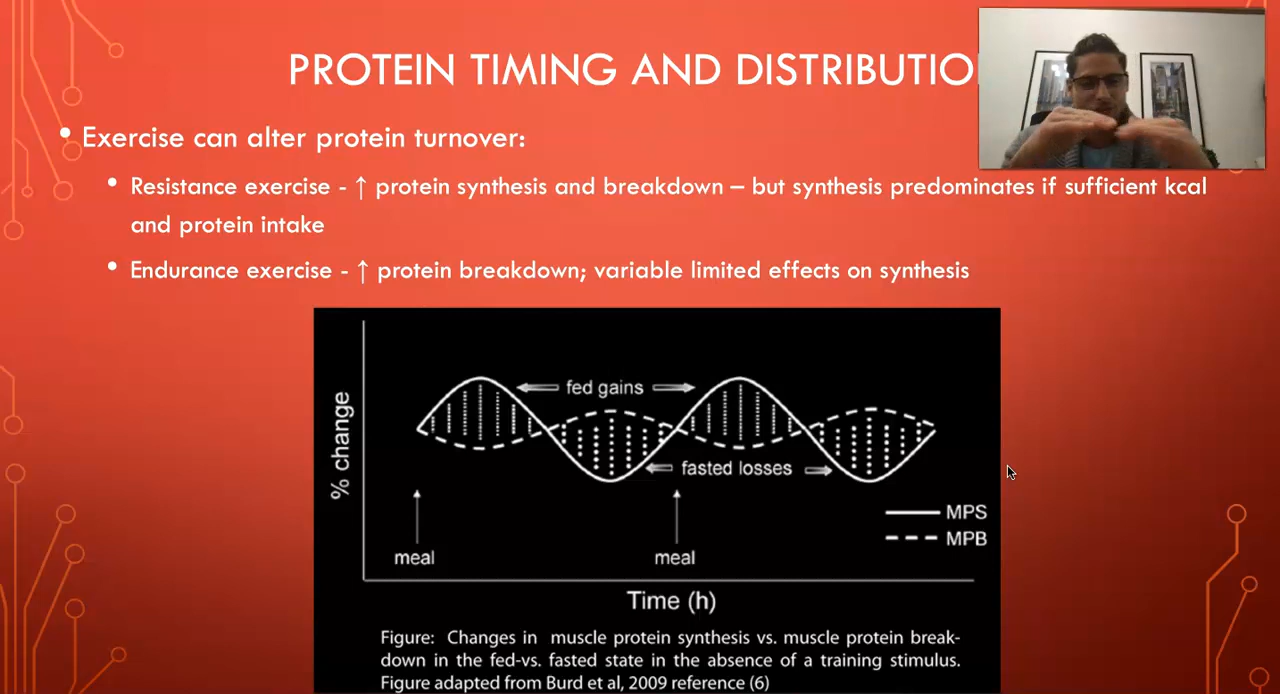 PROTEIN TIMING AND DISTRIBUTIO
• Exercise can alter protein turnover:
• Resistance exercise - ↑ protein synthesis and breakdown – but synthesis predominates if sufficient kcal
and protein intake
• Endurance exercise - ↑ protein breakdown; variable limited effects on synthesis
% change
fed gains
fasted losses
MPS
MPB
meal
meal
Time (h)
Figure: Changes in muscle protein synthesis vs. muscle protein break-
down in the fed-vs. fasted state in the absence of a training stimulus.
Figure adapted from Burd et al, 2009 reference (6)